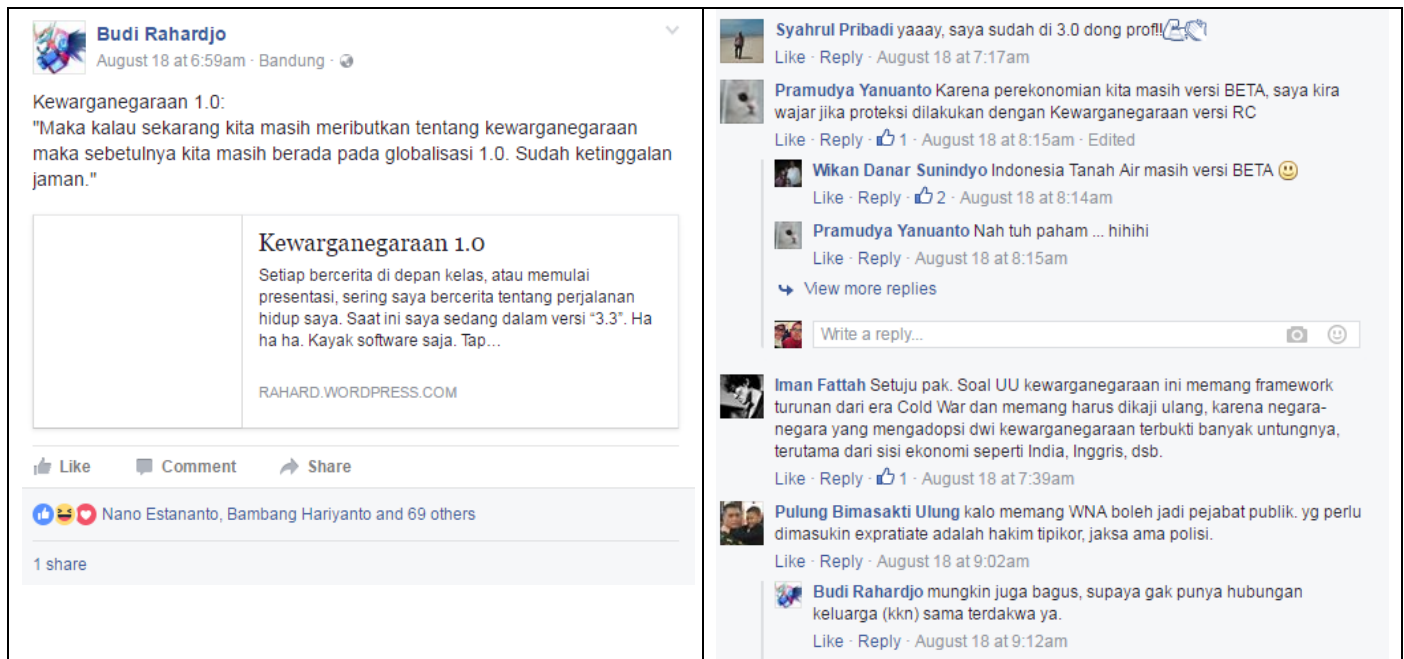 Budi Rahardjo
August 18 at 6:59am · Bandung ·
Kewarganegaraan 1.0:
"Maka kalau sekarang kita masih meributkan tentang kewarganegaraan
maka sebetulnya kita masih berada pada globalisasi 1.0. Sudah ketinggalan
jaman."
Kewarganegaraan 1.0
Setiap bercerita di depan kelas, atau memulai
presentasi, sering saya bercerita tentang perjalanan
hidup saya. Saat ini saya sedang dalam versi “3.3”. Ha
ha ha. Kayak software saja. Tap…
RAHARD.WORDPRESS.COM
Like Comment Share
Nano Estananto, Bambang Hariyanto and 69 others
1 share
Syahrul Pribadi yaaay, saya sudah di 3.0 dong prof!!
Like · Reply · August 18 at 7:17am
Pramudya Yanuanto Karena perekonomian kita masih versi BETA, saya kira
wajar jika proteksi dilakukan dengan Kewarganegaraan versi RC
Like · Reply · 1 · August 18 at 8:15am · Edited
Wikan Danar Sunindyo Indonesia Tanah Air masih versi BETA
Like · Reply · 2 · August 18 at 8:14am
Pramudya Yanuanto Nah tuh paham ... hihihi
Like · Reply · August 18 at 8:15am
View more replies
Write a reply...
Iman Fattah Setuju pak. Soal UU kewarganegaraan ini memang framework
turunan dari era Cold War dan memang harus dikaji ulang, karena negara-
negara yang mengadopsi dwi kewarganegaraan terbukti banyak untungnya,
terutama dari sisi ekonomi seperti India, Inggris, dsb.
Like · Reply · 1 · August 18 at 7:39am
Pulung Bimasakti Ulung kalo memang WNA boleh jadi pejabat publik. yg perlu
dimasukin expratiate adalah hakim tipikor, jaksa ama polisi.
Like · Reply · August 18 at 9:02am
Budi Rahardjo mungkin juga bagus, supaya gak punya hubungan
keluarga (kkn) sama terdakwa ya.
Like · Reply · August 18 at 9:12am